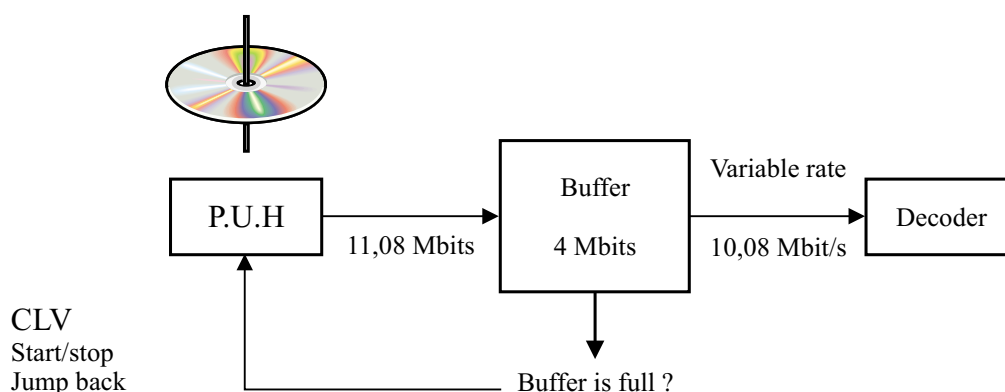 P.U.H
11,08 Mbits
Buffer
4 Mbits
Variable rate
10,08 Mbit/s
Decoder
CLV
Start/stop
Jump back
Buffer is full ?